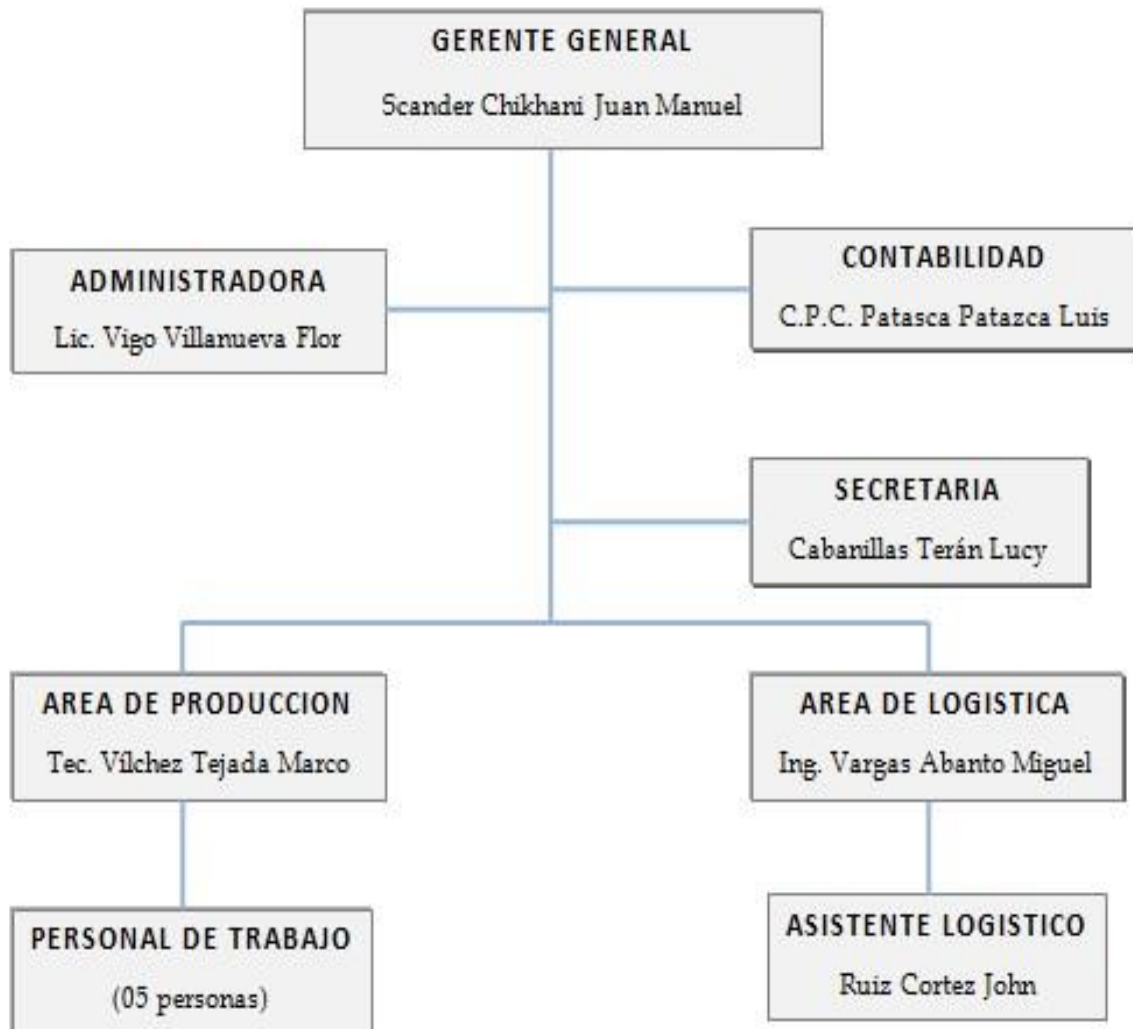 GERENTE GENERAL
Scander Chikhani Juan Manuel
ADMINISTRADORA
Lic. Vigo Villanueva Flor
CONTABILIDAD
C.P.C. Patasca Patazca Luis
SECRETARIA
Cabanillas Terán Lucy
AREA DE PRODUCCION
Tec. Vílchez Tejada Marco
AREA DE LOGISTICA
Ing. Vargas Abanto Miguel
PERSONAL DE TRABAJO
(05 personas)
ASISTENTE LOGISTICO
Ruiz Cortez John